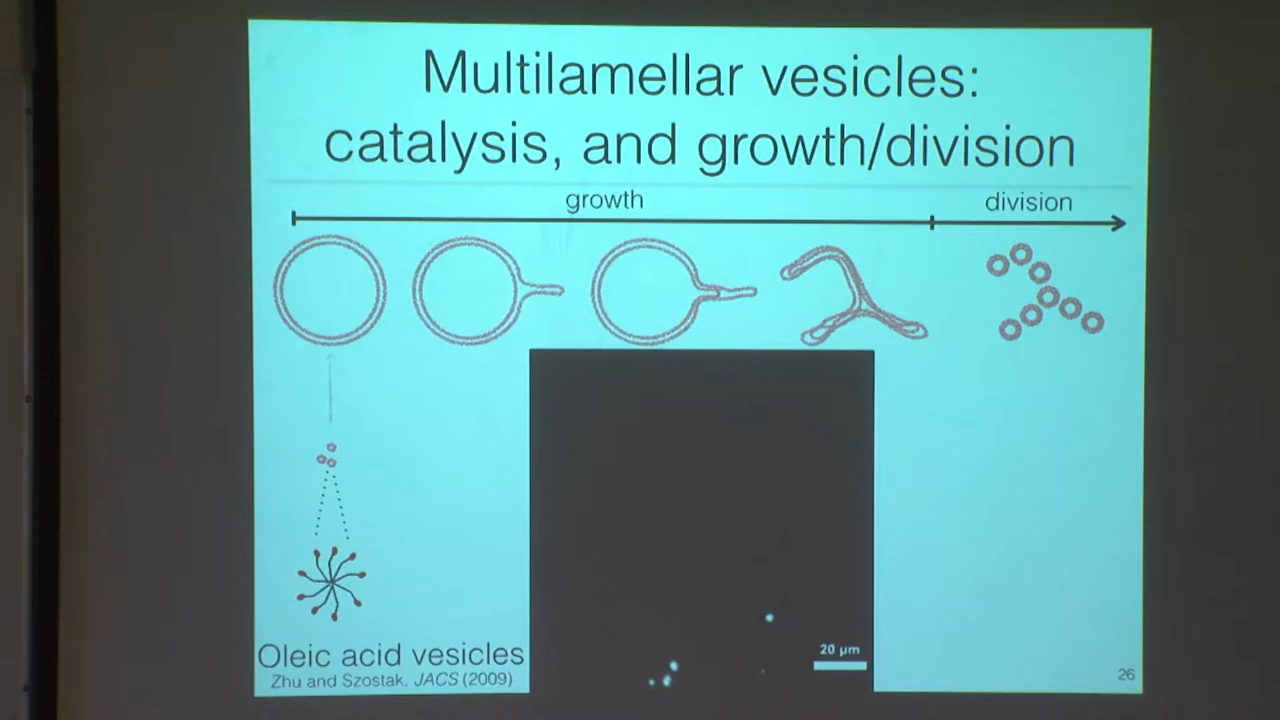 Multilamellar vesicles:
catalysis, and growth/division
growth
division
20 µm
Oleic acid vesicles
Zhu and Szostak, JACS (2009)
26